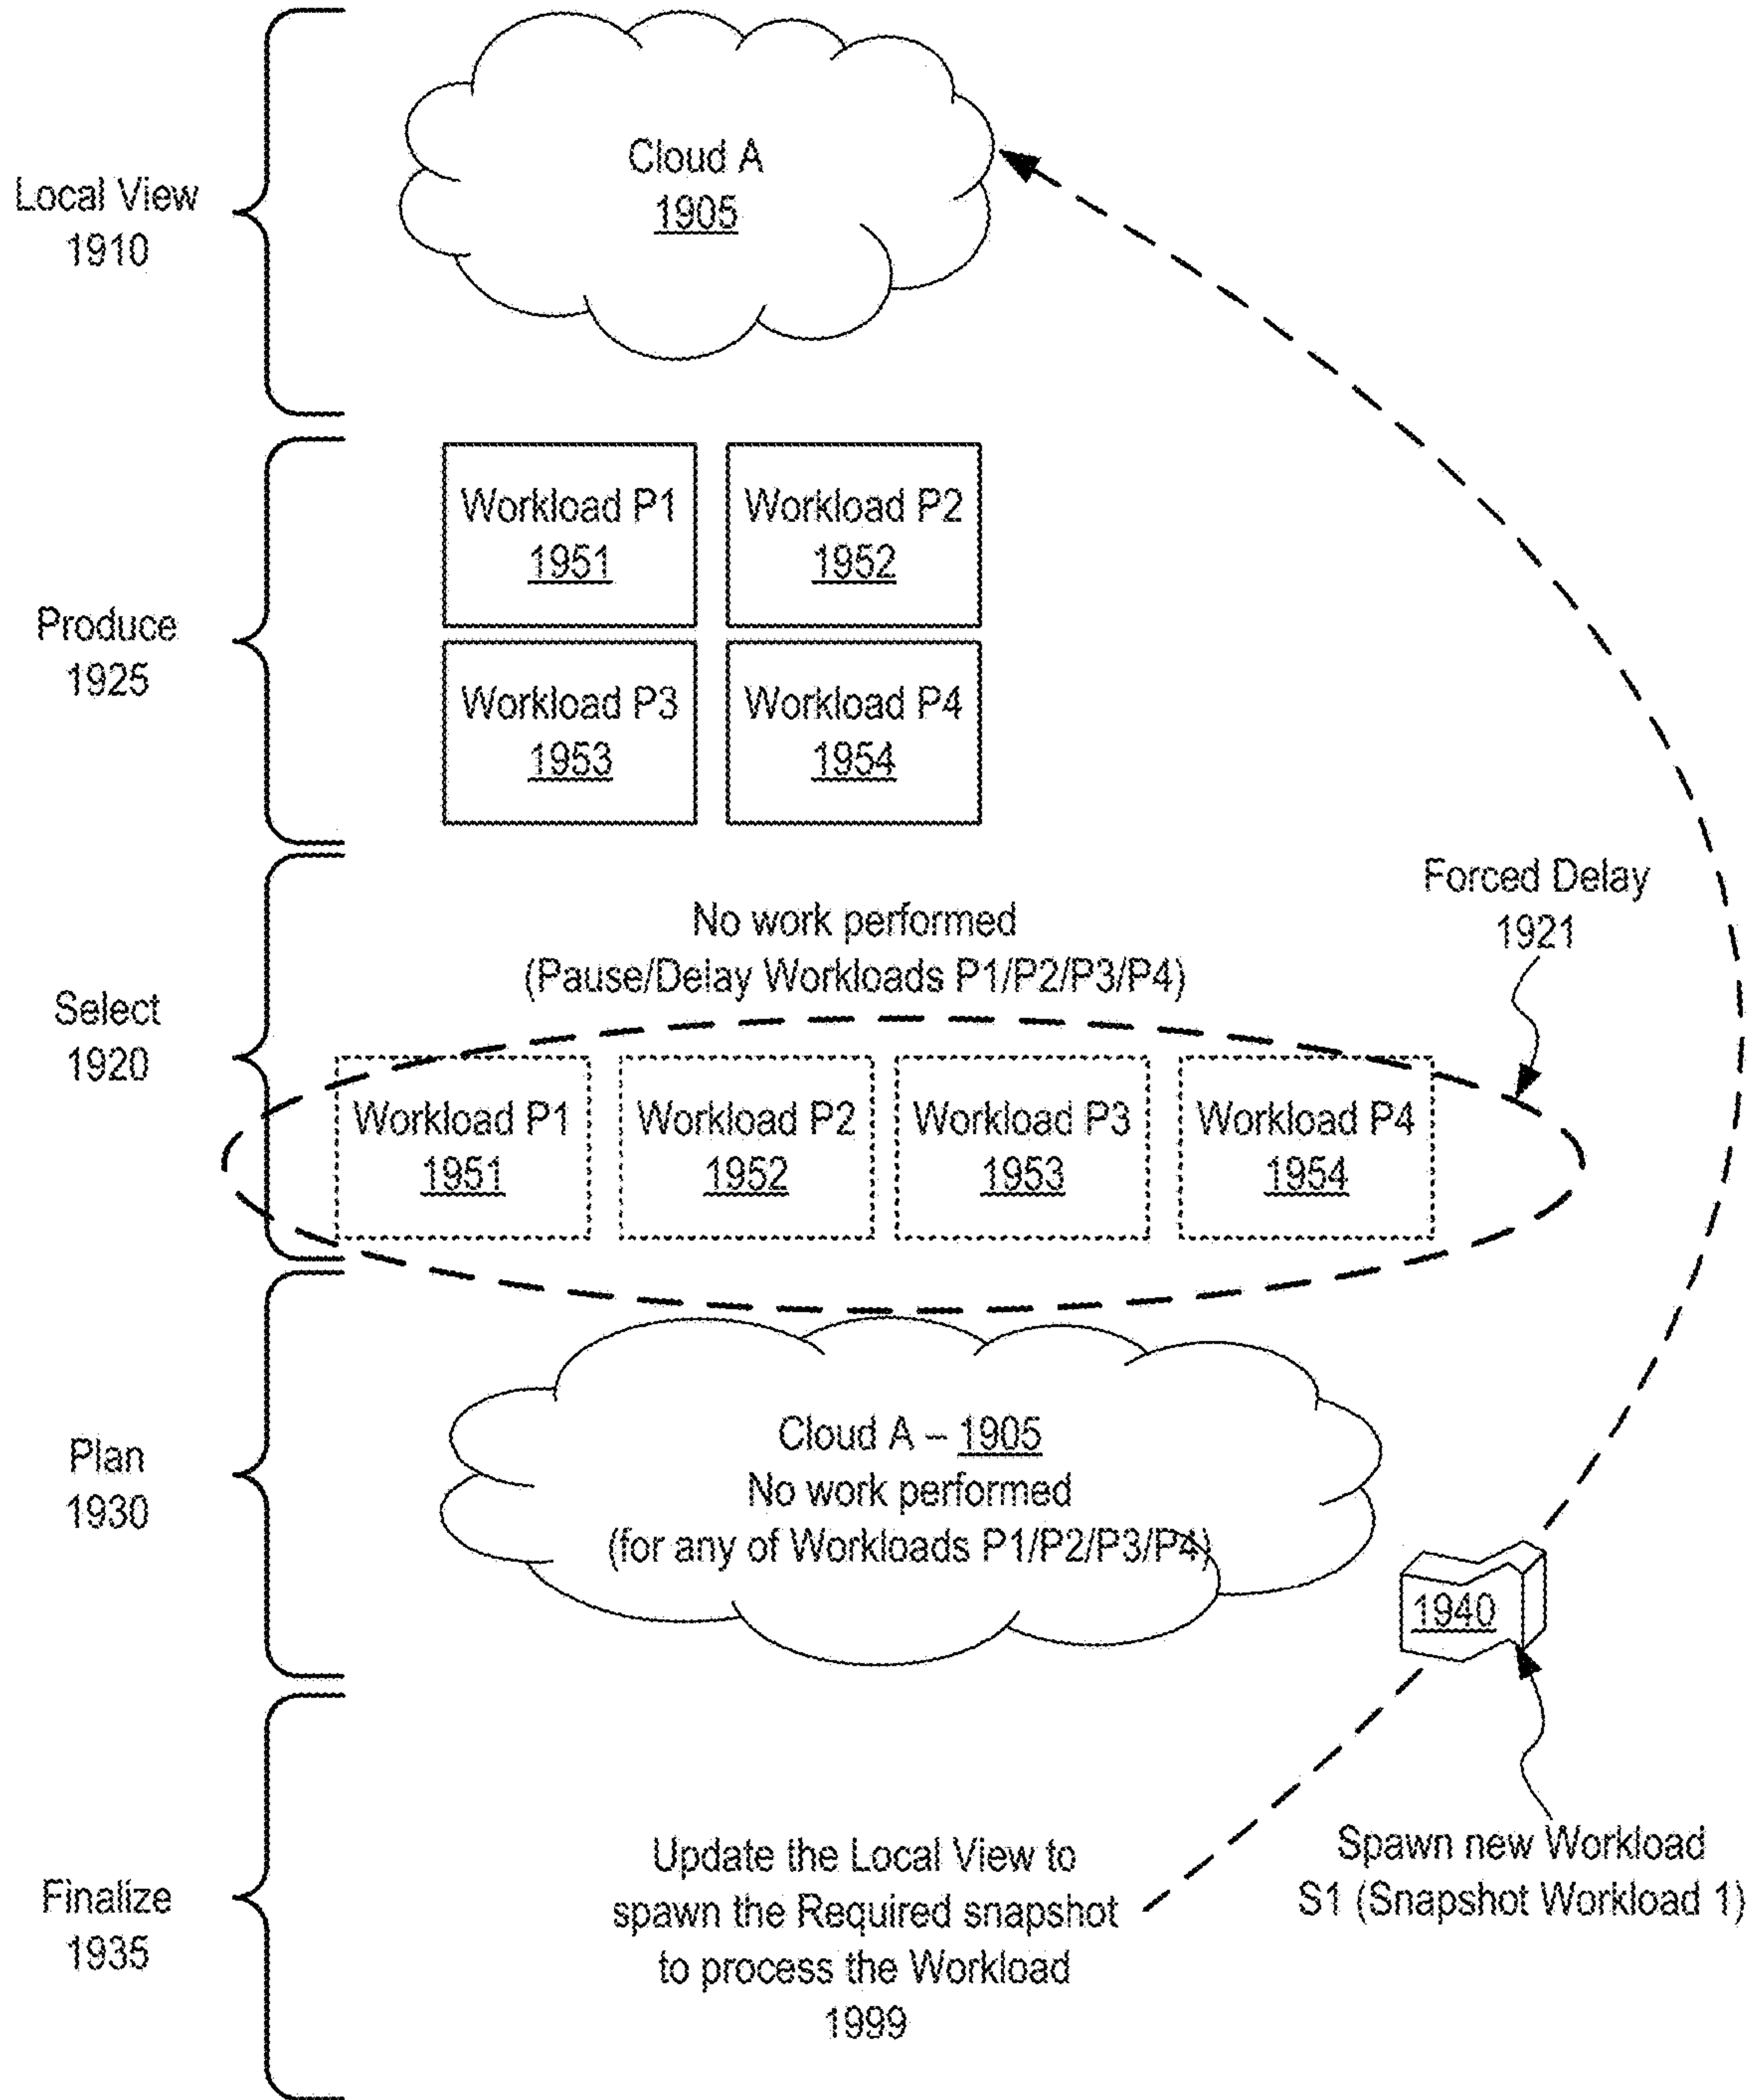 Local View
1910
Cloud A
1905
Produce
1925
Workload P1
1951
Workload P2
1952
Workload P3
1953
Workload P4
1954
Select
1920
No work performed
(Pause/Delay Workloads P1/P2/P3/P4)
Forced Delay
1921
Workload P1
1951
Workload P2
1952
Workload P3
1953
Workload P4
1954
Plan
1930
Cloud A – 1905
No work performed
(for any of Workloads P1/P2/P3/P4)
1940
Finalize
1935
Update the Local View to
spawn the Required snapshot
to process the Workload
1999
Spawn new Workload
S1 (Snapshot Workload 1)